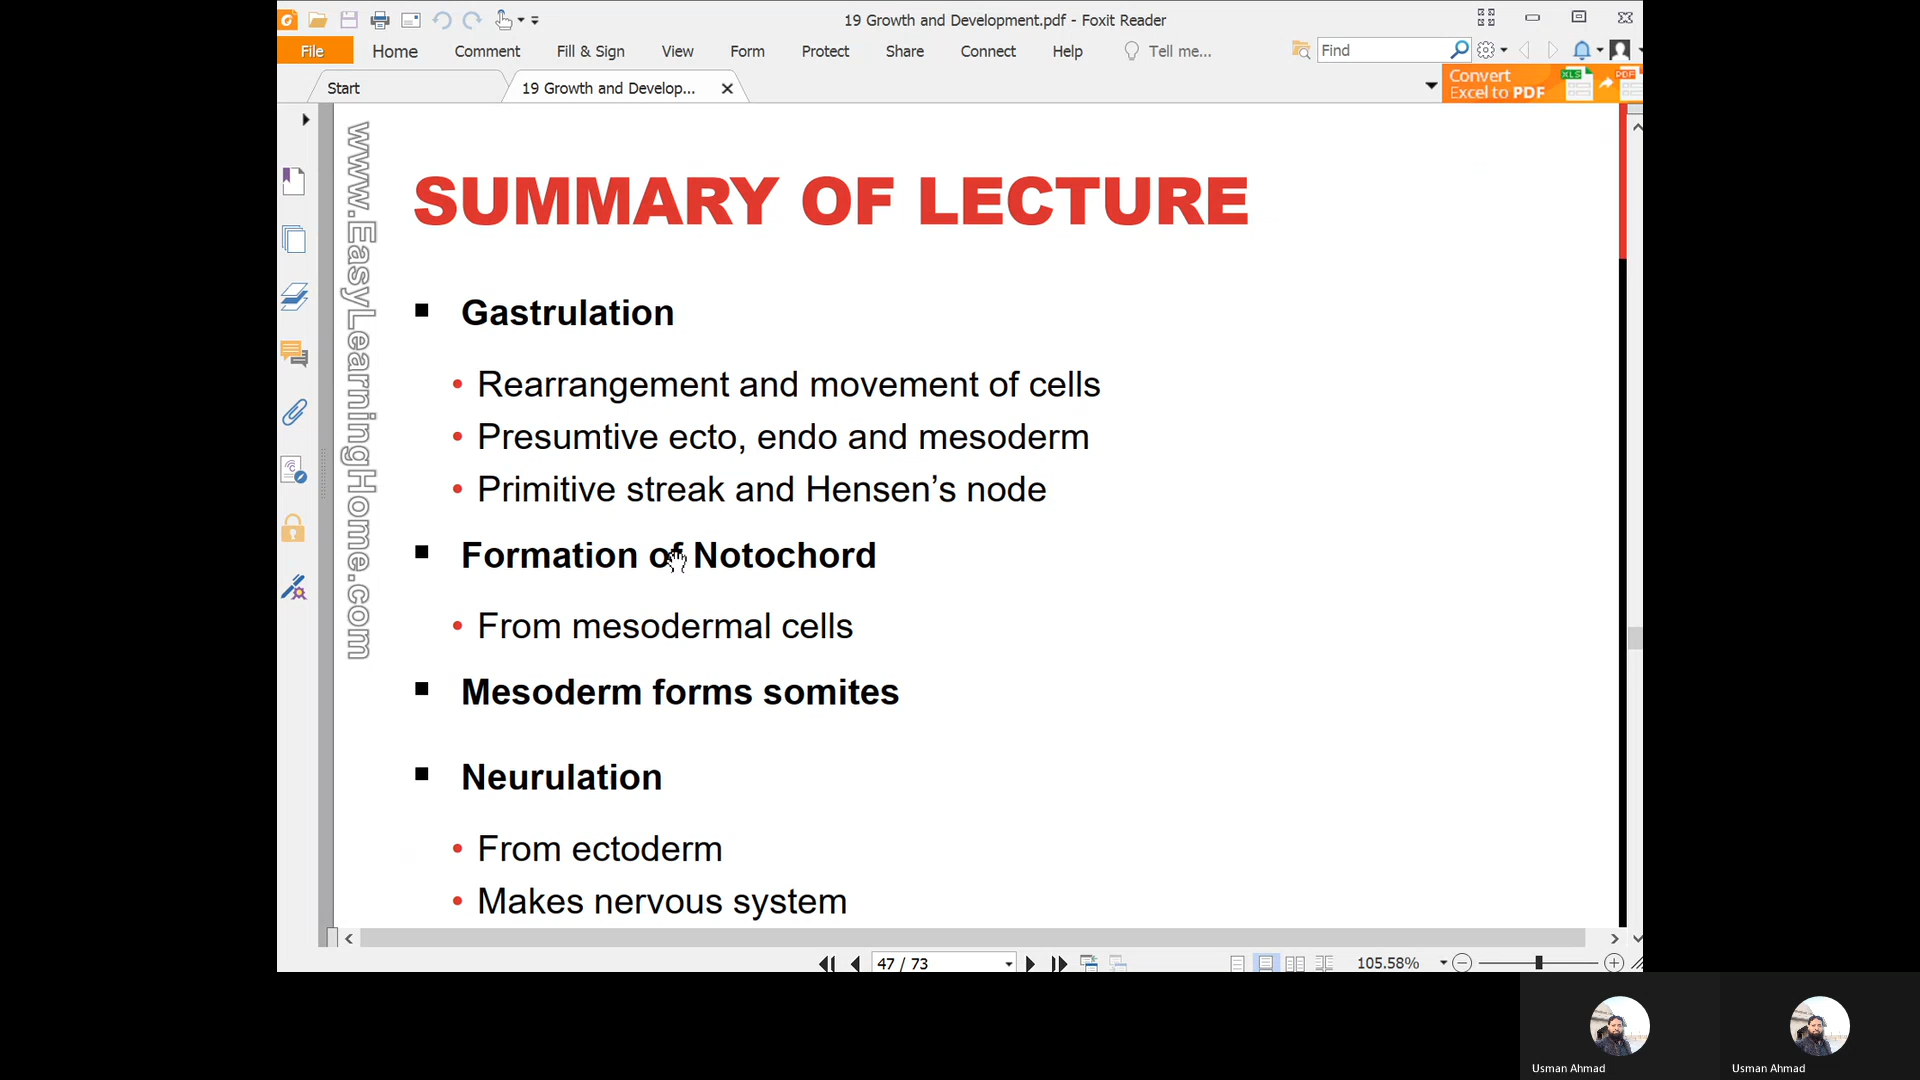 19 Growth and Development.pdf - Foxit Reader
File Home Comment Fill & Sign View Form Protect Share Connect Help Tell me... Find
Start 19 Growth and Develop... Convert
Excel to PDF
XLS PDF
www.EasyLearningHome.com
SUMMARY OF LECTURE
Gastrulation
• Rearrangement and movement of cells
• Presumtive ecto, endo and mesoderm
• Primitive streak and Hensen’s node
Formation of Notochord
• From mesodermal cells
Mesoderm forms somites
Neurulation
• From ectoderm
• Makes nervous system
47 / 73 105.58%
Usman Ahmad Usman Ahmad